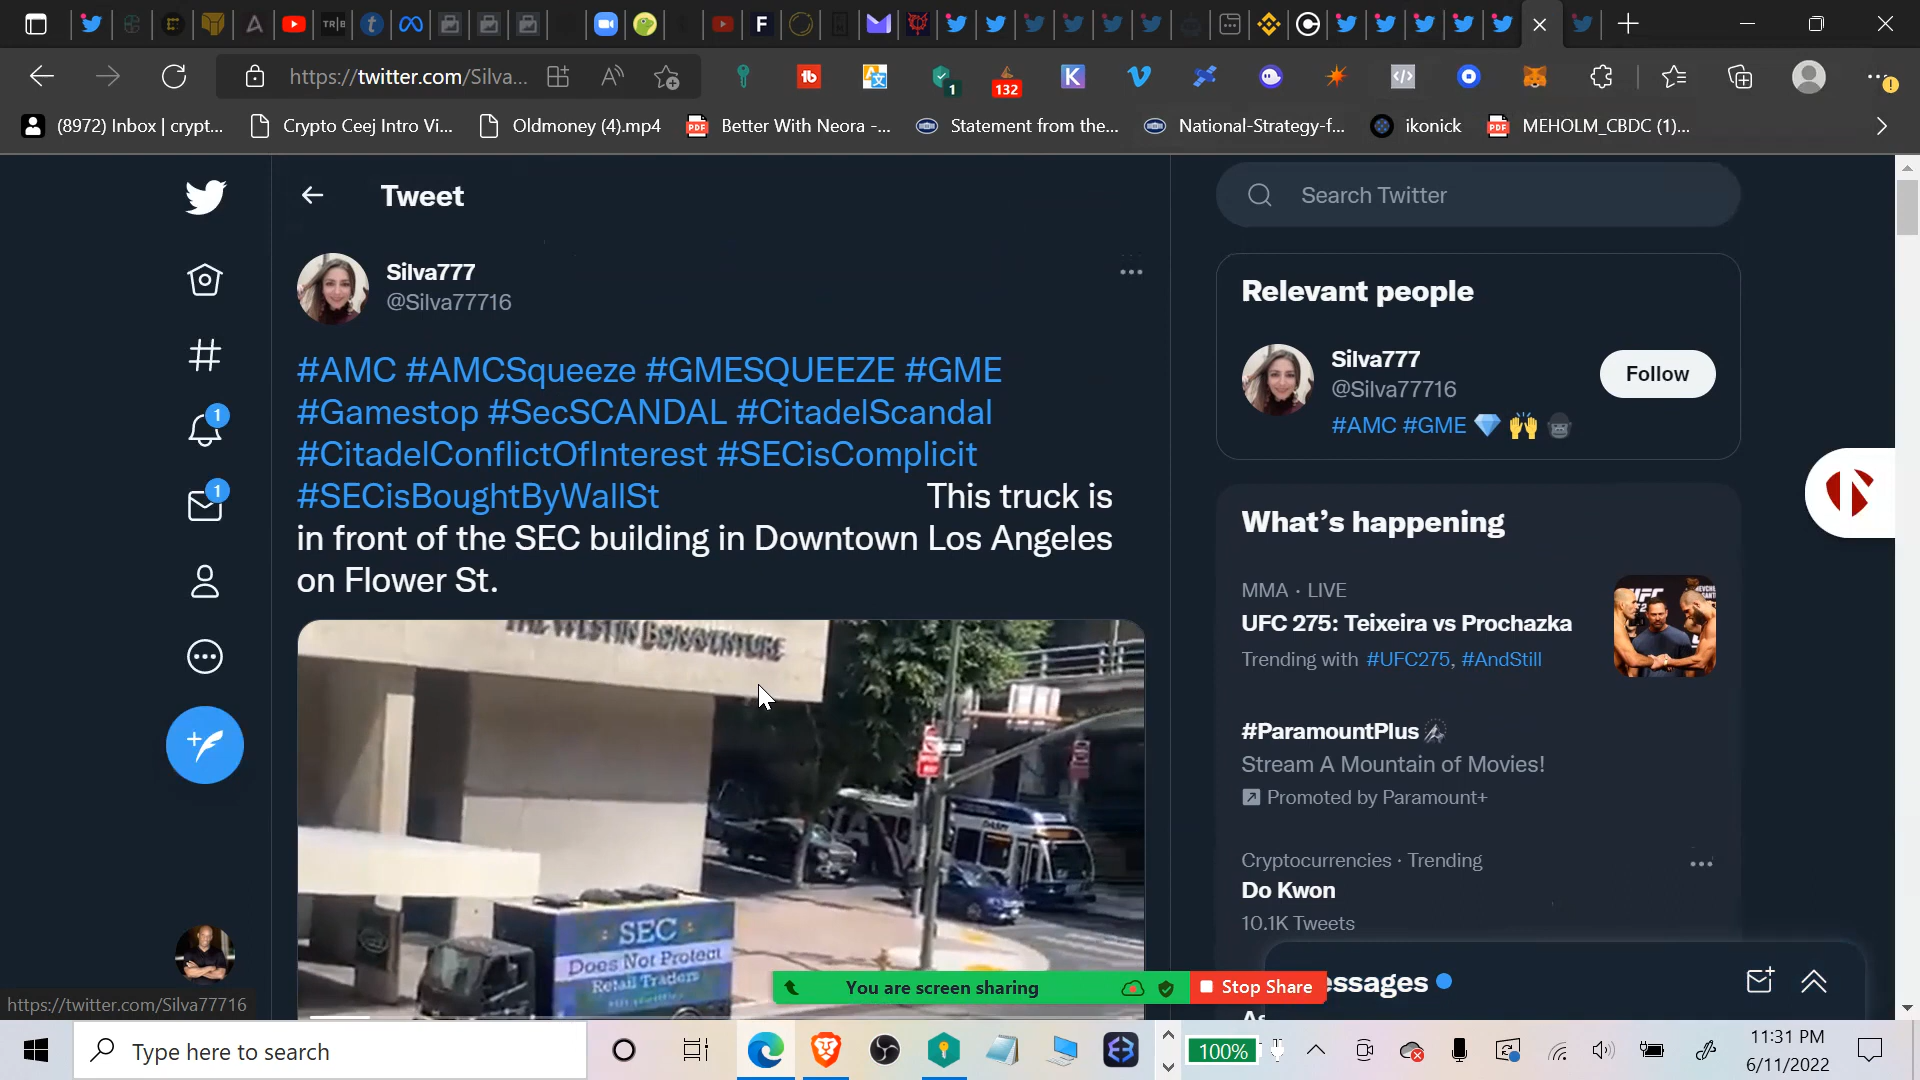 https://twitter.com/Silva...
1
132
(8972) Inbox | crypt...
Crypto Ceej Intro Vi...
Oldmoney (4).mp4
Better With Neora -...
Statement from the...
National-Strategy-f...
ikonick
MEHOLM_CBDC (1)...
Tweet
Silva777
@Silva77716
#AMC #AMCSqueeze #GMESQUEEZE #GME
#Gamestop #SecSCANDAL #CitadelScandal
#CitadelConflictOfInterest #SECisComplicit
#SECisBoughtByWallSt This truck is
in front of the SEC building in Downtown Los Angeles
on Flower St.
THE WESTIN BONAVENTURE
SEC
Does Not Protect
Retail Traders
1
1
Search Twitter
Relevant people
Silva777
@Silva77716
Follow
#AMC #GME 💎 🙌 🦍
What's happening
MMA · LIVE
UFC 275: Teixeira vs Prochazka
Trending with #UFC275, #AndStill
#ParamountPlus
Stream A Mountain of Movies!
Promoted by Paramount+
Cryptocurrencies · Trending
Do Kwon
10.1K Tweets
essages
You are screen sharing
Stop Share
https://twitter.com/Silva77716
Type here to search
100%
11:31 PM
6/11/2022